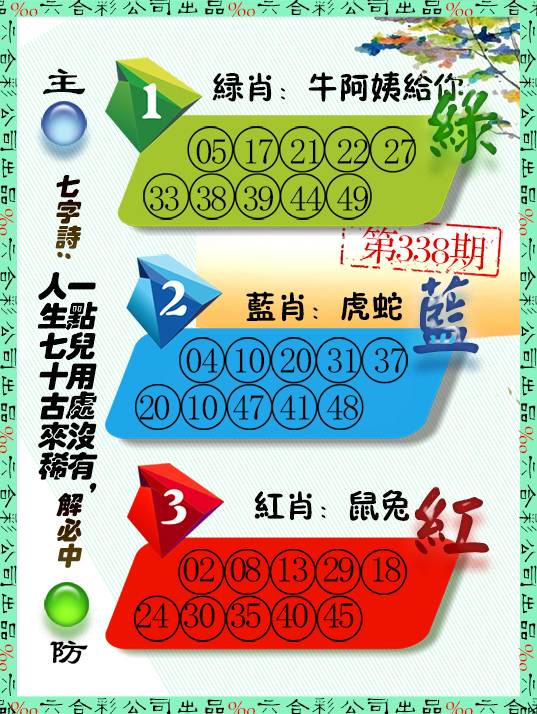 %‰六合彩公司出品%‰六合彩公司出品%‰六合彩公司出品%‰
主
1
緑肖：牛阿姨給你
綠
05 17 21 22 27
33 38 39 44 49
第338期
七字詩：
一點兒用處沒有，
人生七十古來稀
解必中
防
2
藍肖：虎蛇
藍
04 10 20 31 37
20 10 47 41 48
3
紅肖：鼠兔
紅
02 08 13 29 18
24 30 35 40 45